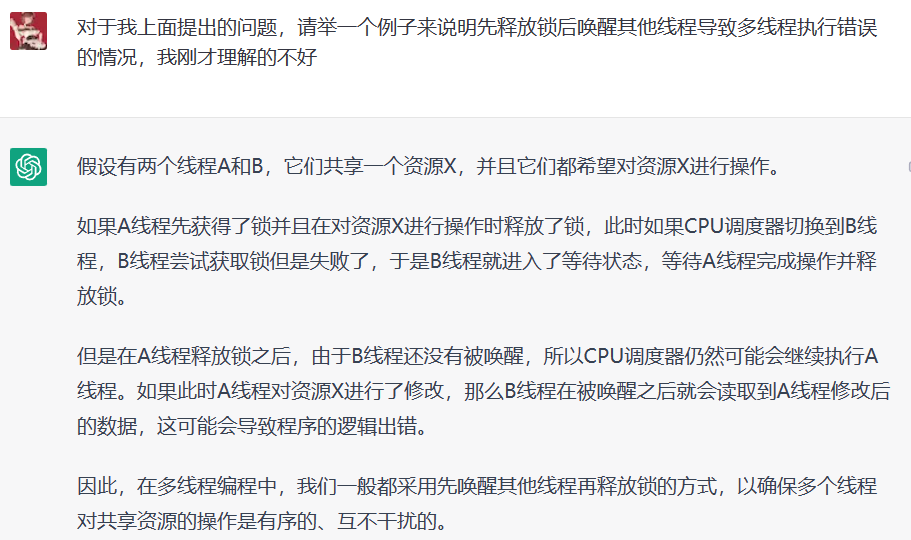 对于我上面提出的问题，请举一个例子来说明先释放锁后唤醒其他线程导致多线程执行错误
的情况，我刚才理解的不好
假设有两个线程A和B，它们共享一个资源X，并且它们都希望对资源X进行操作。
如果A线程先获得了锁并且在对资源X进行操作时释放了锁，此时如果CPU调度器切换到B线
程，B线程尝试获取锁但是失败了，于是B线程就进入了等待状态，等待A线程完成操作并释
放锁。
但是在A线程释放锁之后，由于B线程还没有被唤醒，所以CPU调度器仍然可能会继续执行A
线程。如果此时A线程对资源X进行了修改，那么B线程在被唤醒之后就会读取到A线程修改后
的数据，这可能会导致程序的逻辑出错。
因此，在多线程编程中，我们一般都采用先唤醒其他线程再释放锁的方式，以确保多个线程
对共享资源的操作是有序的、互不干扰的。